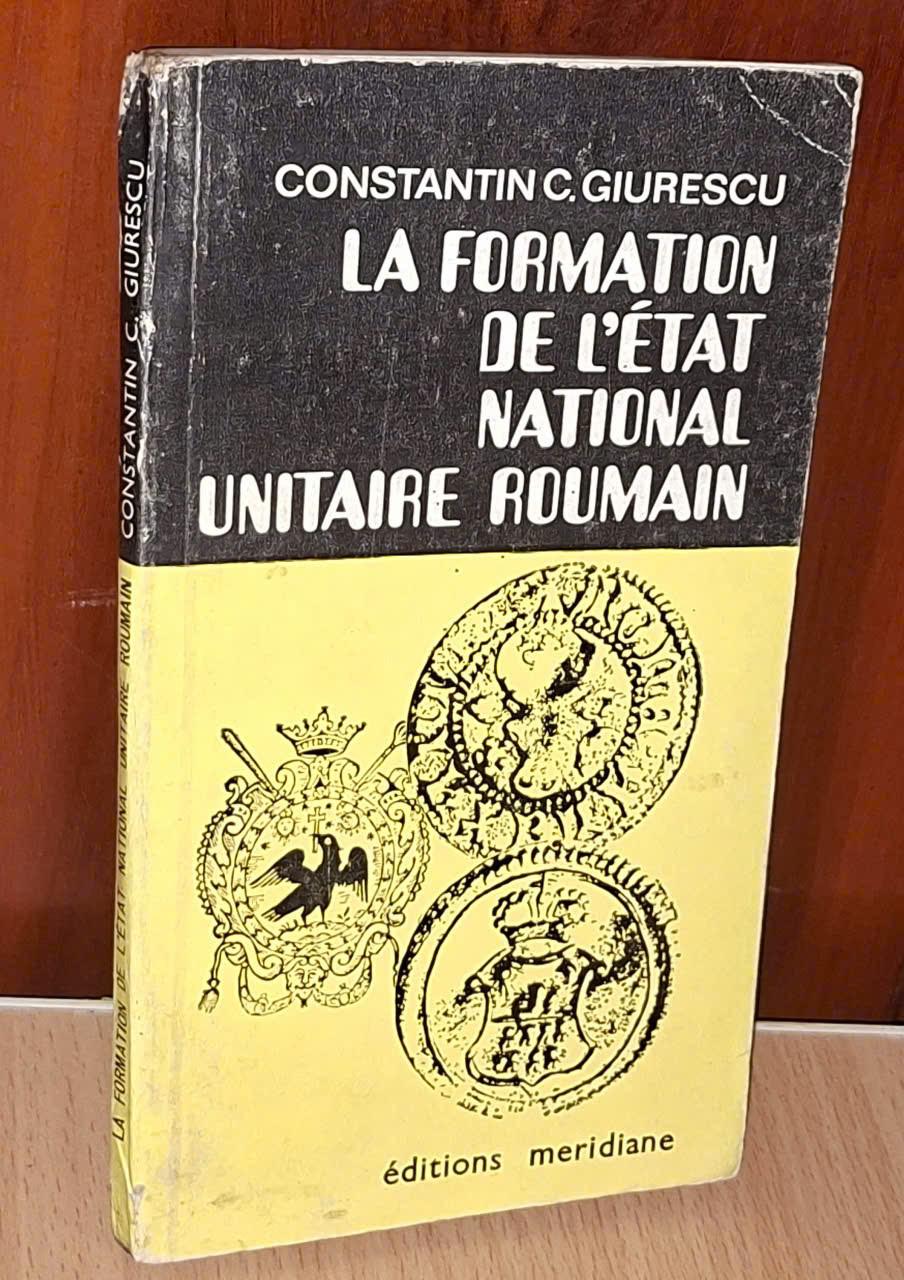 CONSTANTIN C. GIURESCU
LA FORMATION
DE L'ÉTAT
NATIONAL
UNITAIRE ROUMAIN
éditions meridiane
LA FORMATION DE L'ÉTAT NATIONAL UNITAIRE ROUMAIN CONSTANTIN C. GIURESCU